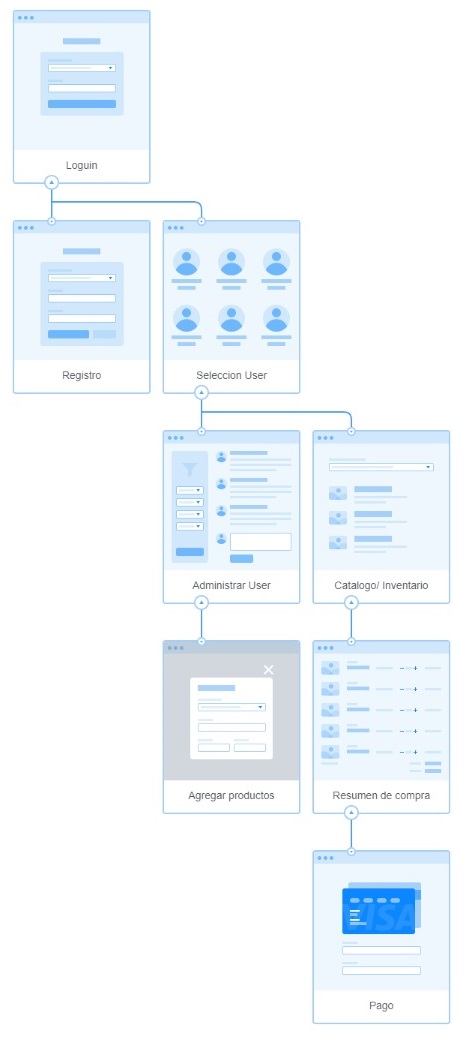 Loguin
Registro
Seleccion User
Administrar User
Catalogo/ Inventario
Agregar productos
Resumen de compra
VISA
Pago